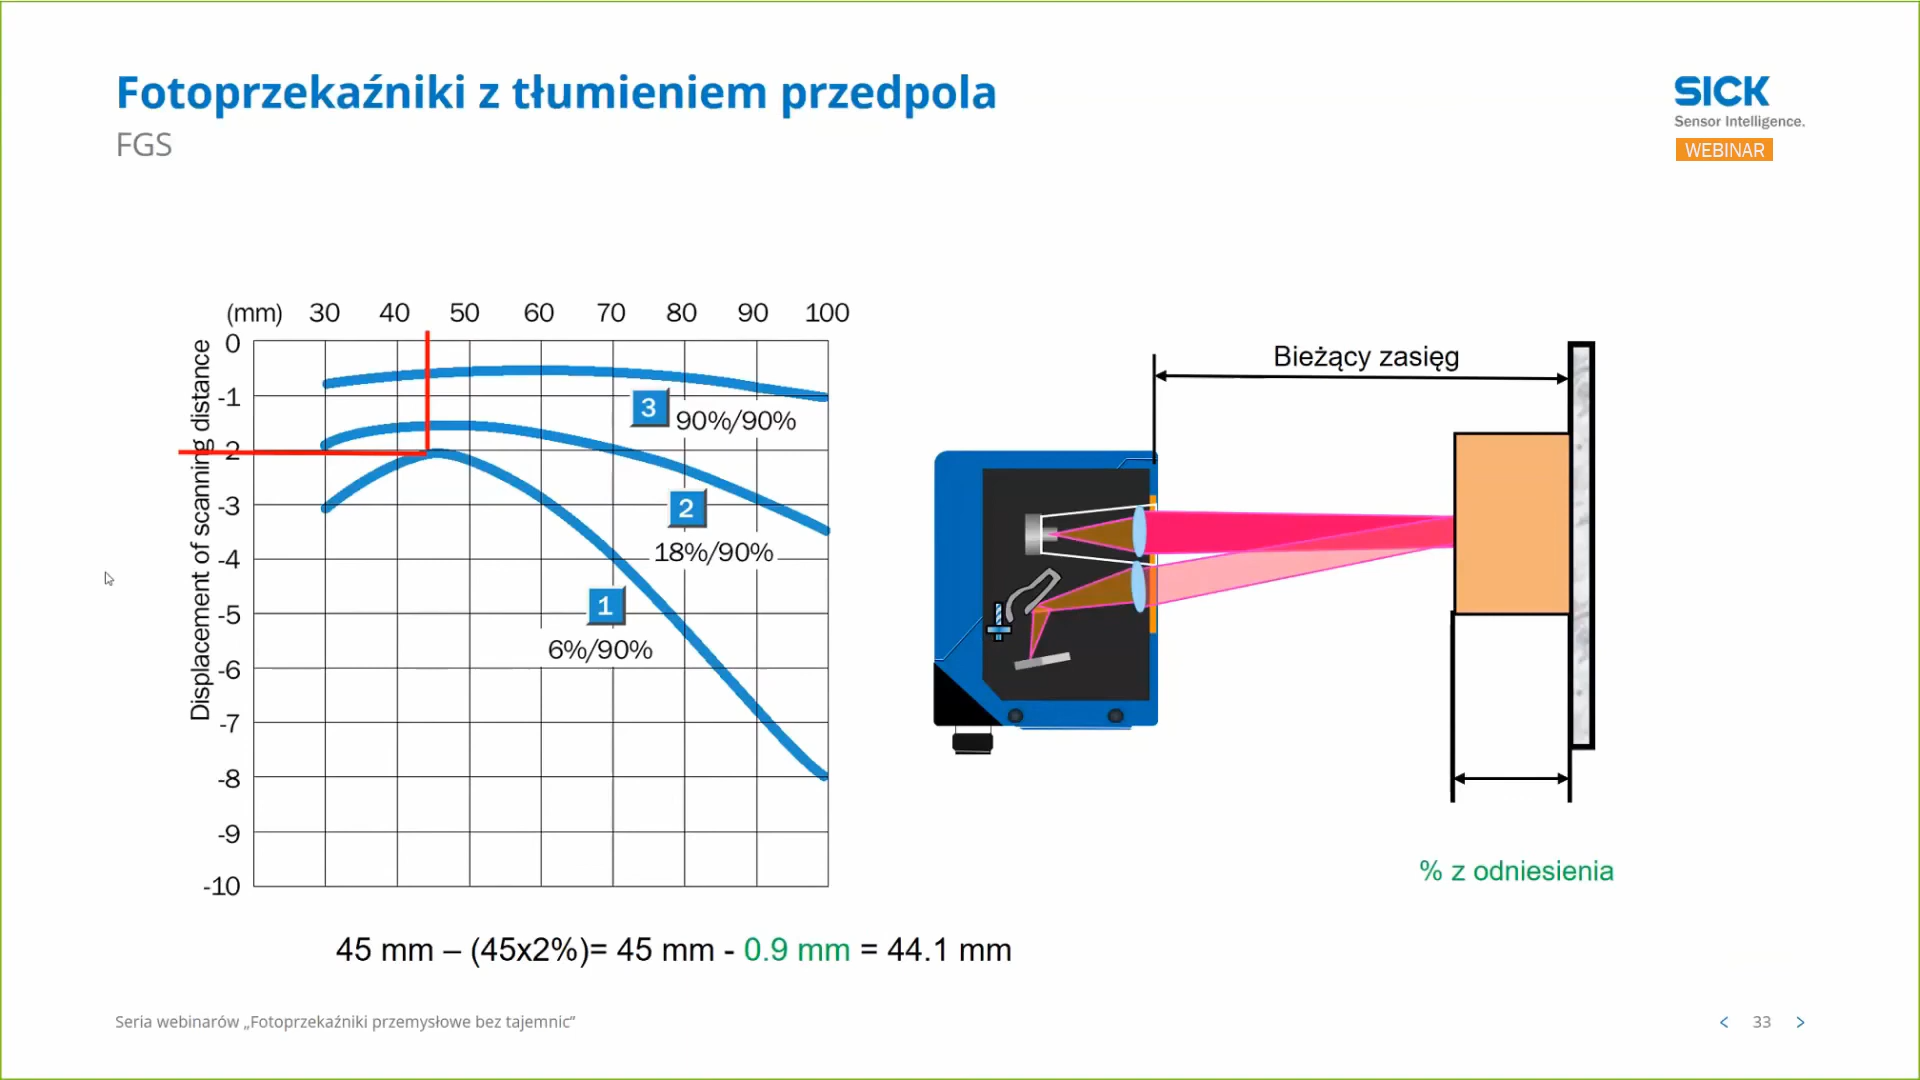 Fotoprzekaźniki z tłumieniem przedpola
FGS
SICK
Sensor Intelligence.
WEBINAR
(mm) 30 40 50 60 70 80 90 100
Displacement of scanning distance
0
-1
2
-3
-4
-5
-6
-7
-8
-9
-10
3
90%/90%
2
18%/90%
1
6%/90%
Bieżący zasięg
% z odniesienia
45 mm – (45x2%)= 45 mm - 0.9 mm = 44.1 mm
Seria webinarów „Fotoprzekaźniki przemysłowe bez tajemnic”
< 33 >